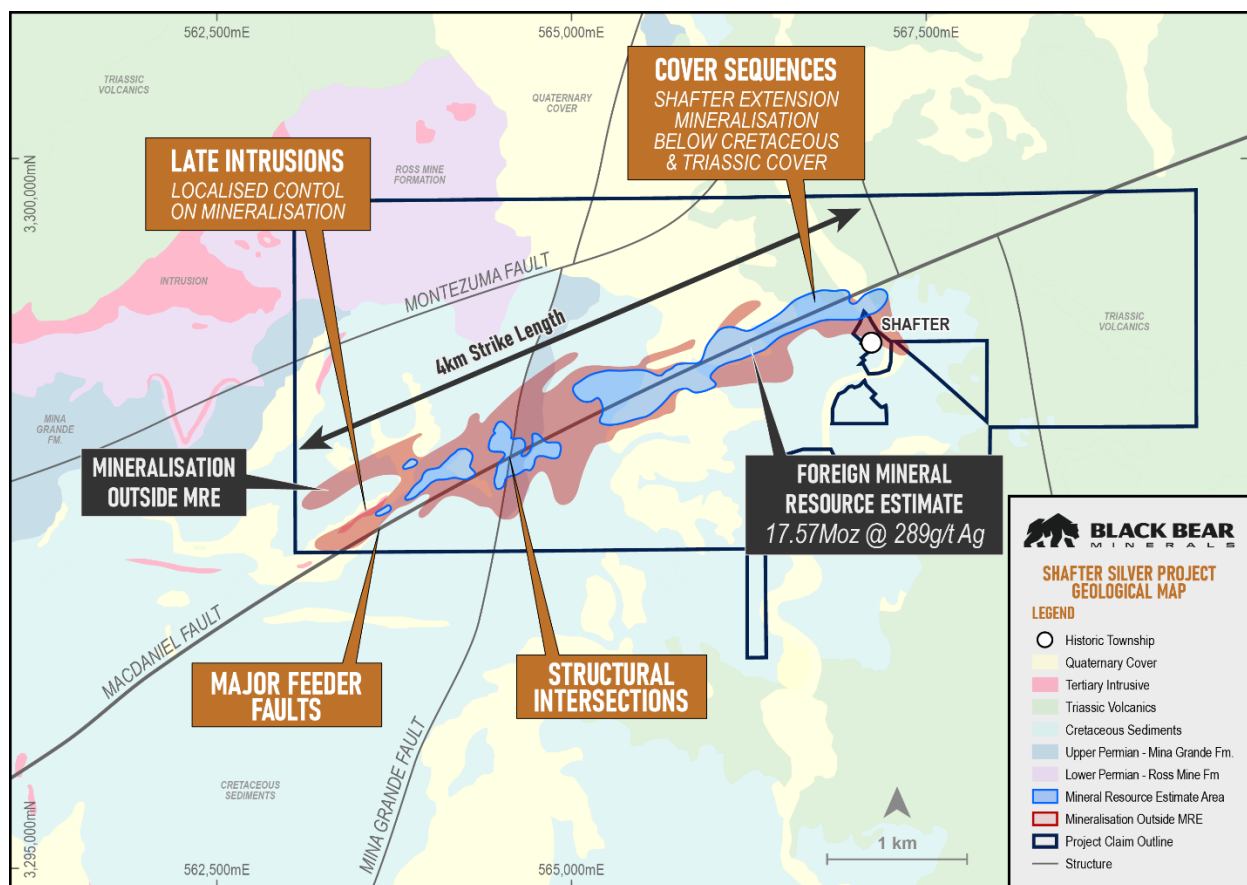 562,500mE
565,000mE
567,500mE
3,300,000mN
3,295,000mN
TRIASSIC
VOLCANICS
QUATERNARY
COVER
COVER SEQUENCES
SHAFTER EXTENSION
MINERALISATION
BELOW CRETACEOUS
& TRIASSIC COVER
LATE INTRUSIONS
LOCALISED CONTOL
ON MINERALISATION
ROSS MINE
FORMATION
INTRUSION
MONTEZUMA FAULT
4km Strike Length
SHAFTER
TRIASSIC
VOLCANICS
MINA
GRANDE
FM.
MINERALISATION
OUTSIDE MRE
FOREIGN MINERAL
RESOURCE ESTIMATE
17.57Moz @ 289g/t Ag
MACDANIEL FAULT
MAJOR FEEDER
FAULTS
STRUCTURAL
INTERSECTIONS
MINA GRANDE FAULT
CRETACEOUS
SEDIMENTS
1 km
562,500mE
565,000mE
BLACK BEAR
MINERALS
SHAFTER SILVER PROJECT
GEOLOGICAL MAP
LEGEND
Historic Township
Quaternary Cover
Tertiary Intrusive
Triassic Volcanics
Cretaceous Sediments
Upper Permian - Mina Grande Fm.
Lower Permian - Ross Mine Fm
Mineral Resource Estimate Area
Mineralisation Outside MRE
Project Claim Outline
Structure